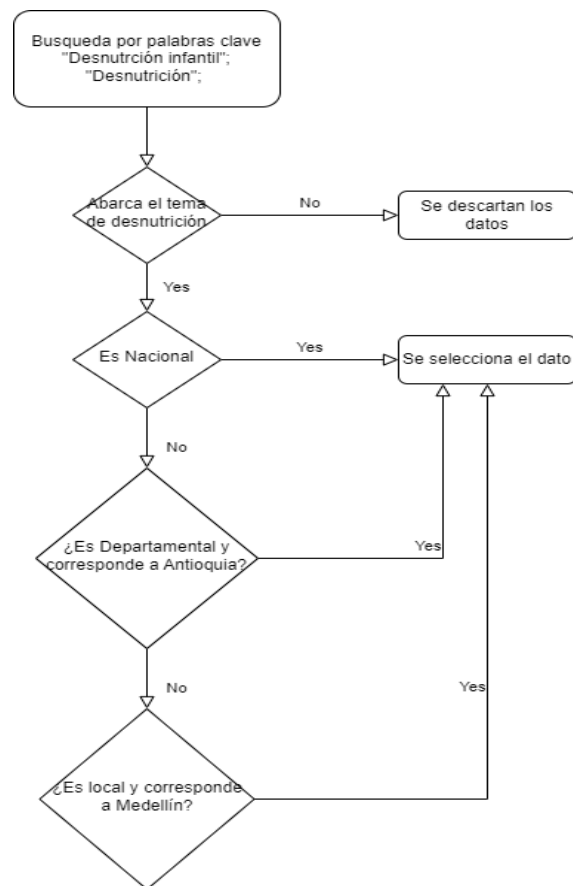 Busqueda por palabras clave
"Desnutrción infantil";
"Desnutrición";
Abarca el tema
de desnutrición
No
Se descartan los
datos
Yes
Es Nacional
Yes
Se selecciona el dato
No
¿Es Departamental y
corresponde a Antioquia?
Yes
No
¿Es local y corresponde
a Medellín?
Yes